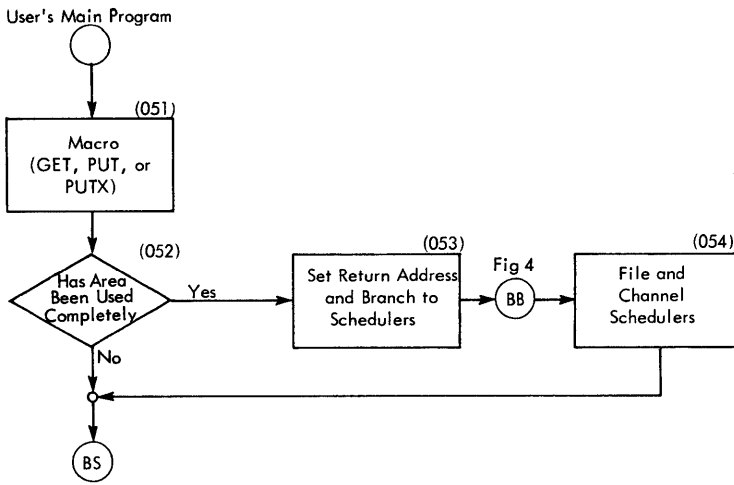 User's Main Program
(051)
Macro
(GET, PUT, or
PUTX)
(052)
Has Area
Been Used
Completely
Yes
No
(053)
Set Return Address
and Branch to
Schedulers
Fig 4
BB
(054)
File and
Channel
Schedulers
BS